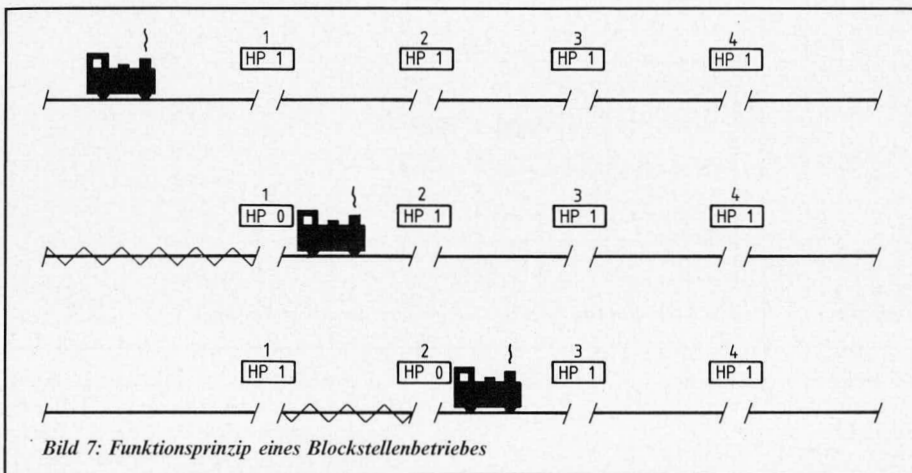 1 2 3 4
HP 1 HP 1 HP 1 HP 1
1 2 3 4
HP 0 HP 1 HP 1 HP 1
1 2 3 4
HP 1 HP 0 HP 1 HP 1
Bild 7: Funktionsprinzip eines Blockstellenbetriebes